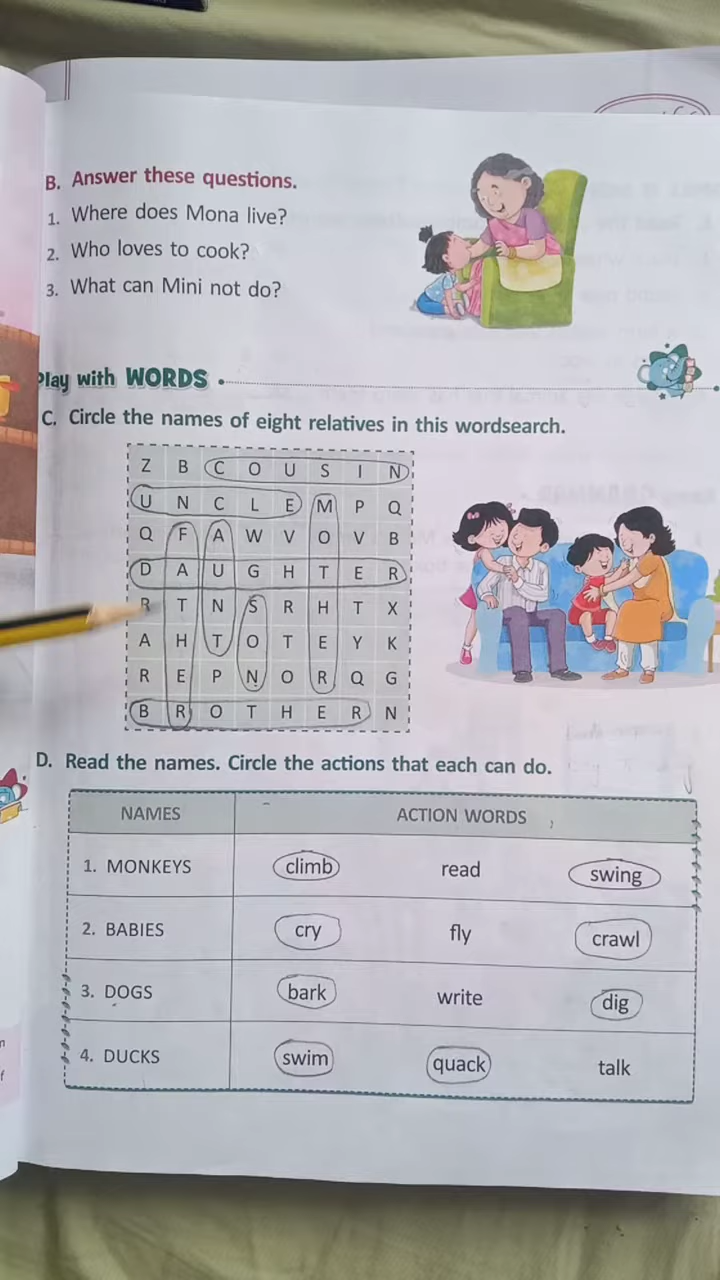 B. Answer these questions.
1. Where does Mona live?
2. Who loves to cook?
3. What can Mini not do?
Play with WORDS
C. Circle the names of eight relatives in this wordsearch.
Z B C O U S I N
U N C L E M P Q
Q F A W V O V B
D A U G H T E R
R T N S R H T X
A H T O T E Y K
R E P N O R Q G
B R O T H E R N
D. Read the names. Circle the actions that each can do.
NAMES ACTION WORDS
1. MONKEYS climb read swing
2. BABIES cry fly crawl
3. DOGS bark write dig
4. DUCKS swim quack talk